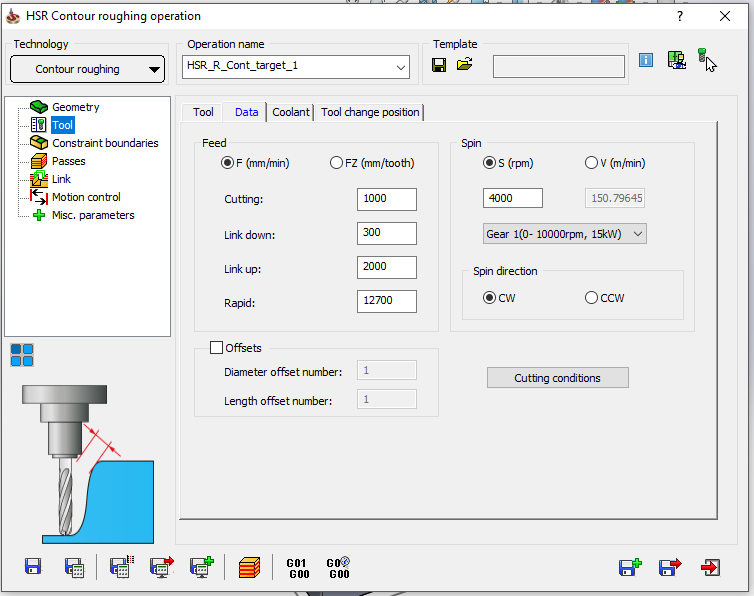 HSR Contour roughing operation
?
Technology
Contour roughing
Operation name
HSR_R_Cont_target_1
Template
Geometry
Tool
Constraint boundaries
Passes
Link
Motion control
Misc. parameters
Tool Data Coolant Tool change position
Feed
F (mm/min) FZ (mm/tooth)
Cutting: 1000
Link down: 300
Link up: 2000
Rapid: 12700
Offsets
Diameter offset number: 1
Length offset number: 1
Spin
S (rpm) V (m/min)
4000 150.79645
Gear 1(0- 10000rpm, 15kW)
Spin direction
CW CCW
Cutting conditions
G01 G00
G00 G00